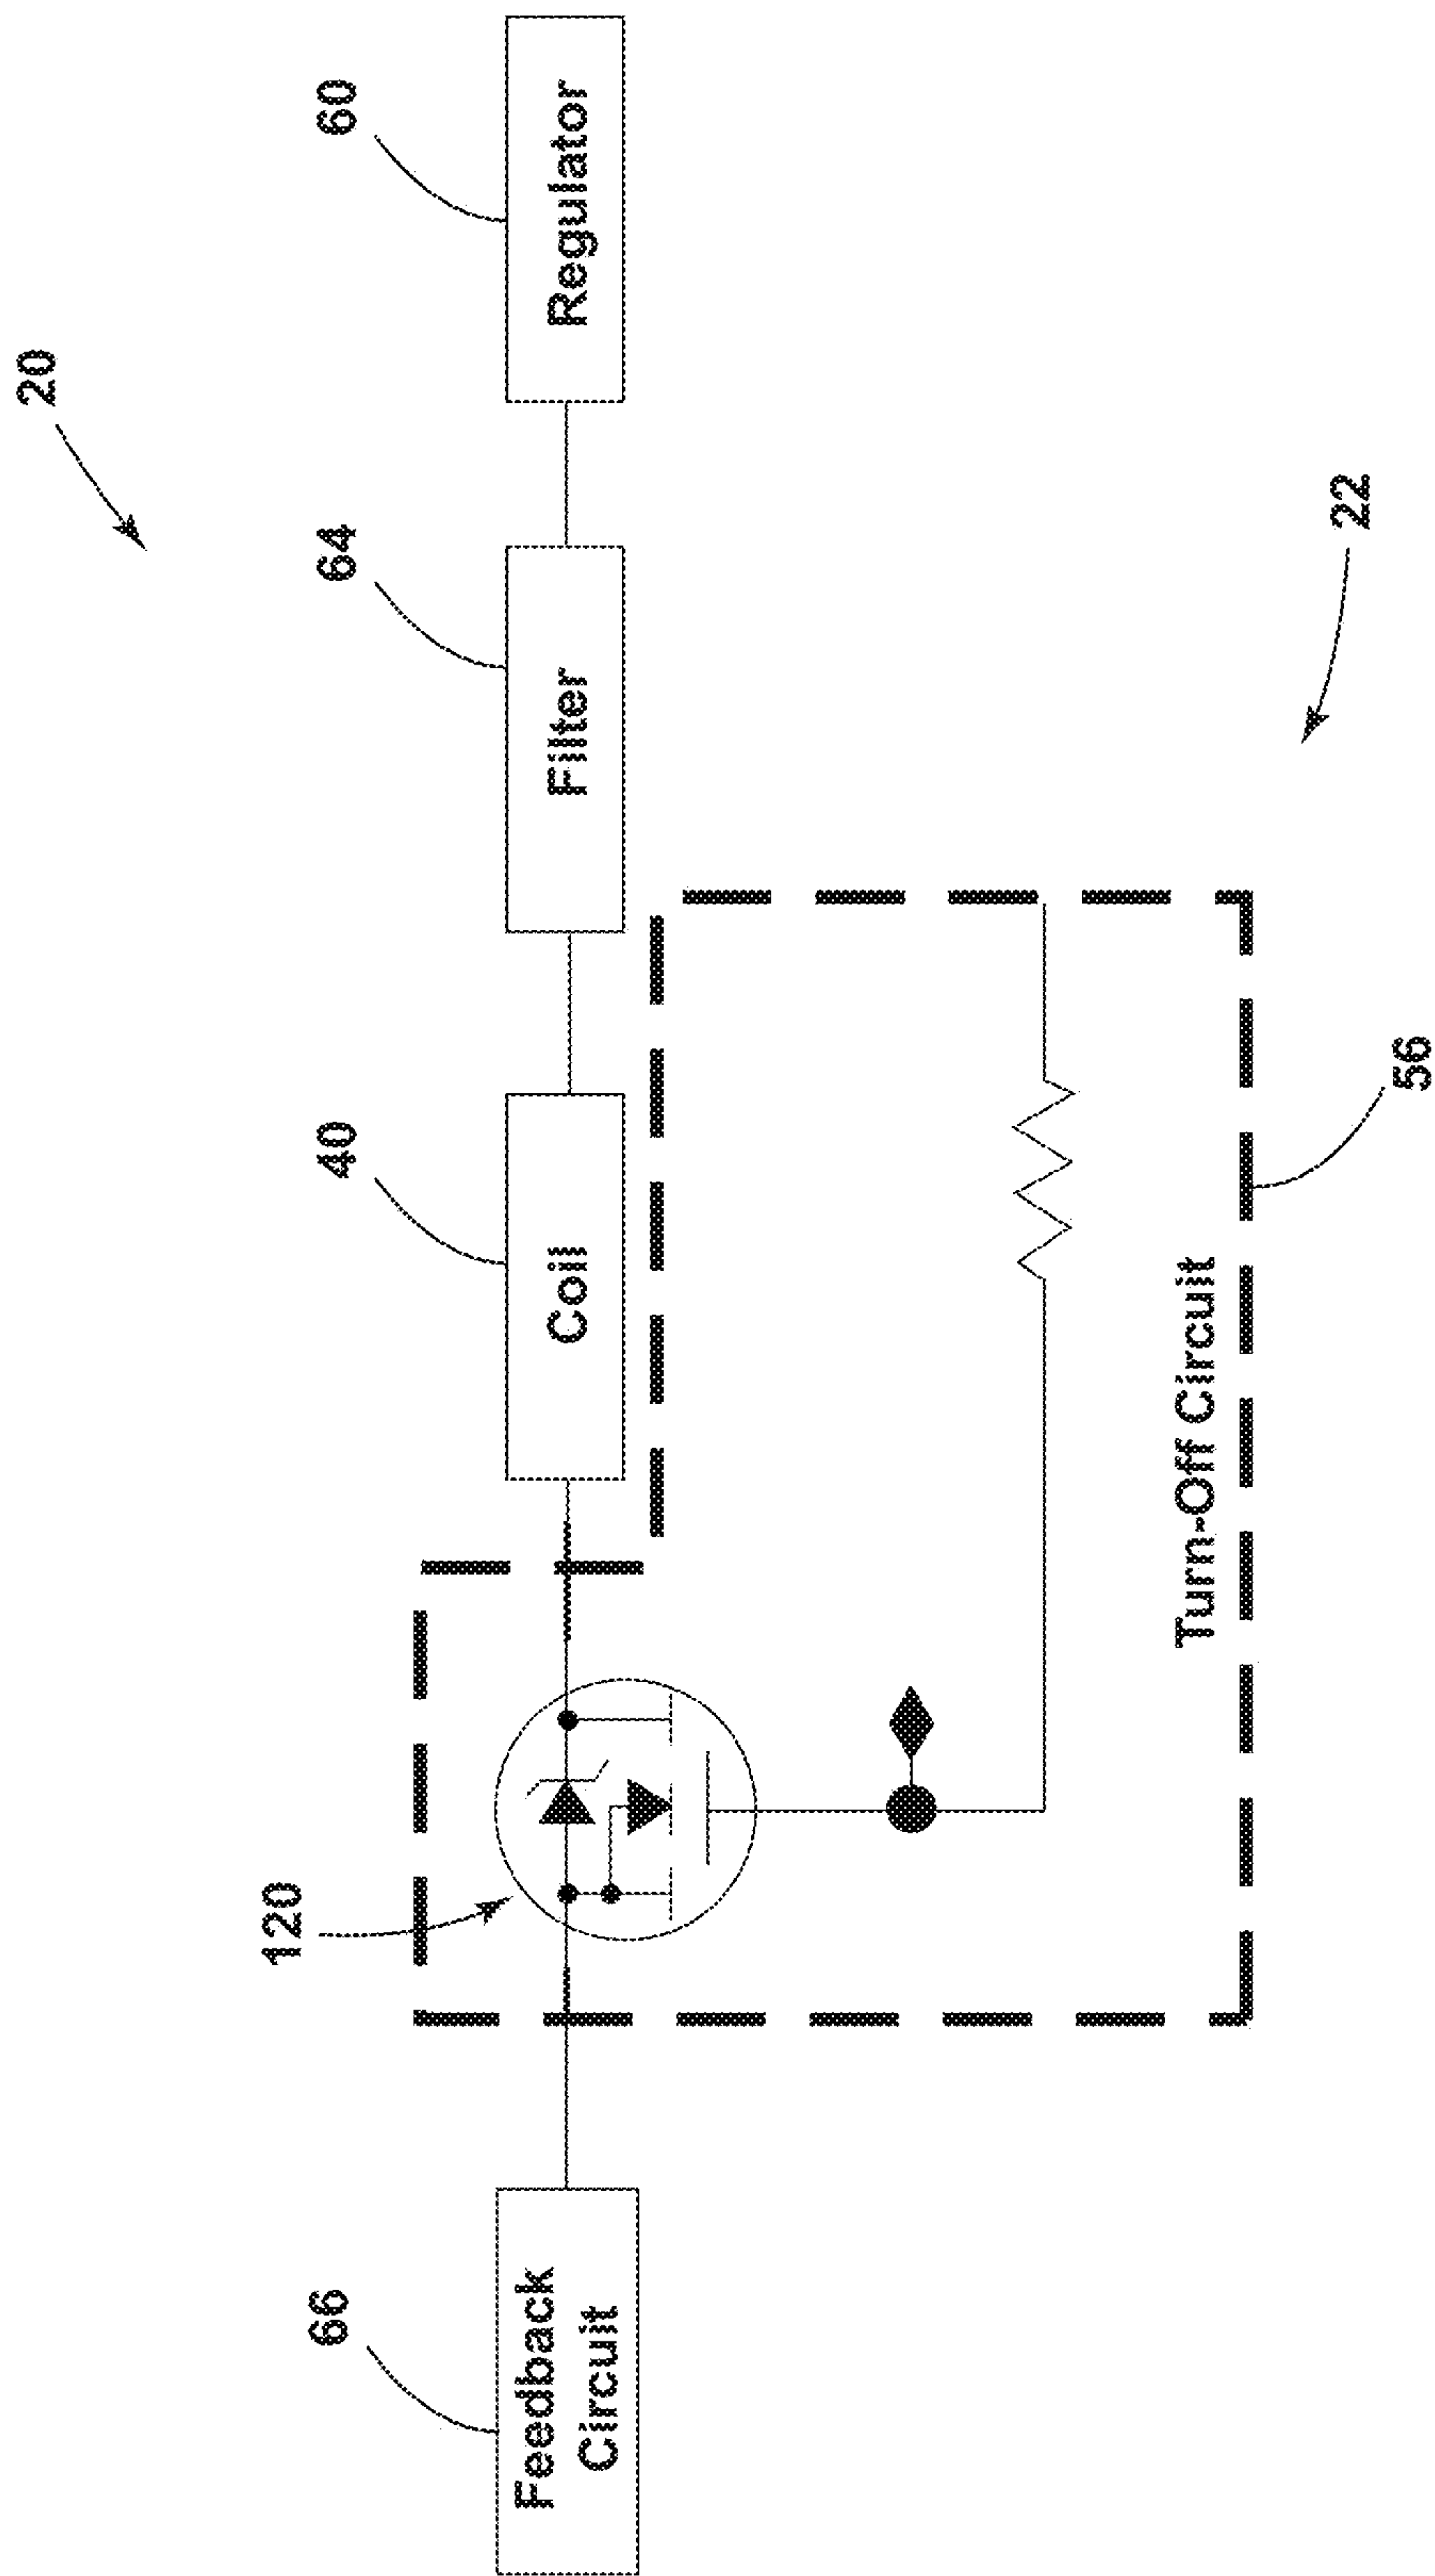 20
66
120
40
64
60
Feedback
Circuit
Coil
Filter
Regulator
Turn-Off Circuit
22
56